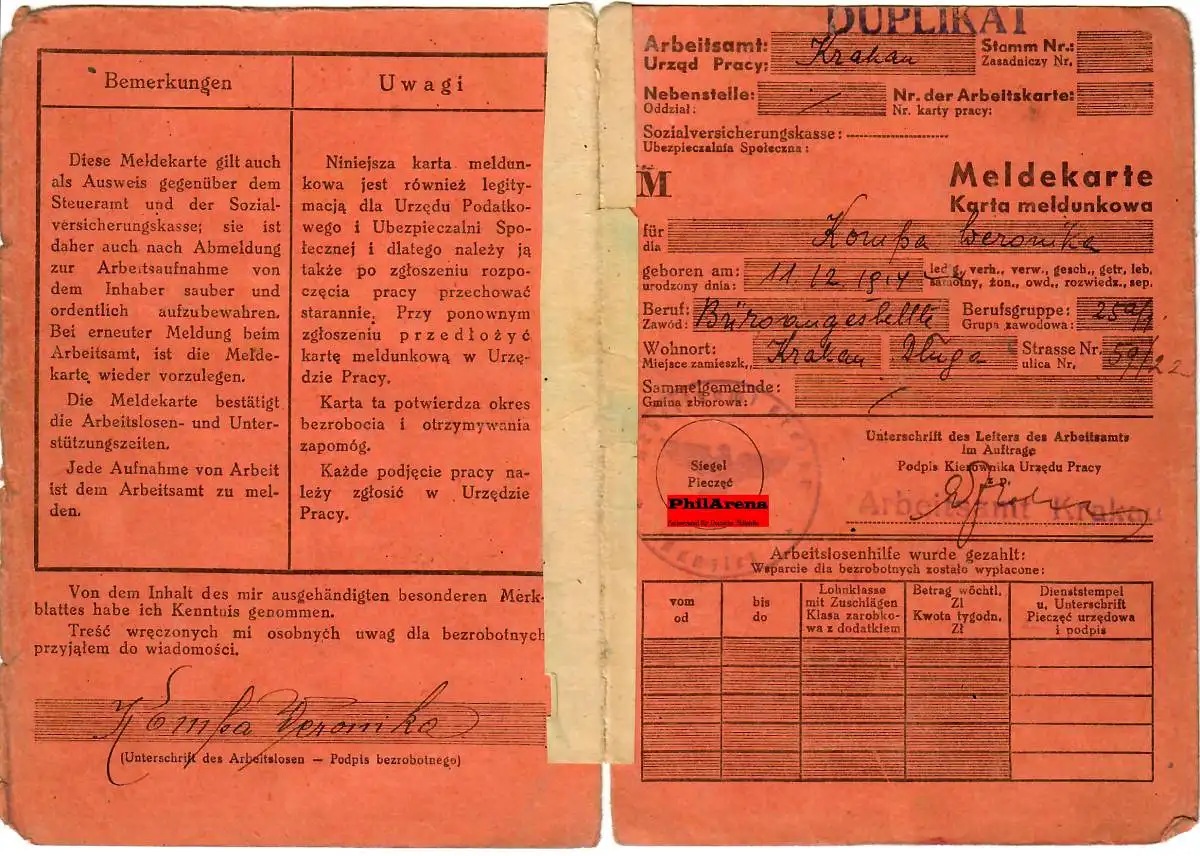 Bemerkungen
Uwagi
Diese Meldekarte gilt auch
als Ausweis gegenüber dem
Steueramt und der Sozial-
versicherungskasse; sie ist
daher auch nach Abmeldung
zur Arbeitsaufnahme von
dem Inhaber sauber und
ordentlich aufzubewahren.
Bei erneuter Meldung beim
Arbeitsamt, ist die Melde-
kartę wieder vorzulegen.
Die Meldekarte bestätigt
die Arbeitslosen- und Unter-
stützungszeiten.
Jede Aufnahme von Arbeit
ist dem Arbeitsamt zu mel-
den.
Niniejsza karta meldun-
kowa jest również legity-
macją dla Urzędu Podatko-
wego i Ubezpieczalni Spo-
łecznej i dlatego należy ją
także po zgłoszeniu rozpo-
częcia pracy przechować
starannie. Przy ponownym
zgłoszeniu przedłożyć
kartę meldunkową w Urzę-
dzie Pracy.
Karta ta potwierdza okres
bezrobocia i otrzymywania
zapomóg.
Każde podjęcie pracy na-
leży zgłosić w Urzędzie
Pracy.
Von dem Inhalt des mir ausgehändigten besonderen Merk-
blattes habe ich Kenntuis genommen.
Treść wręczonych mi osobnych uwag dla bezrobotnych
przyjąłem do wiadomości.
Kempa Weronika
(Unterschrift des Arbeitslosen — Podpis bezrobotnego)
DUPLIKAT
Arbeitsamt: Krakau Stamm Nr.:
Urząd Pracy: Zasadniczy Nr.
Nebenstelle: Nr. der Arbeitskarte:
Oddział: Nr. karty pracy:
Sozialversicherungskasse:
Ubezpieczalnia Społeczna:
M
Meldekarte
Karta meldunkowa
für Kempa Weronika
dla
geboren am: 11.12.1914 led'g, verh., verw., gesch., getr, leb,
urodzony dnia: samotny, żon., owd., rozwiedz., sep.
Beruf: Büroangestellte Berufsgruppe: 25a/
Zawód: Grupa zawodowa:
Wohnort: Krakau Długa Strasse Nr. 59/22
Miejsce zamieszk., ulica Nr,
Sammelgemeinde:
Gmina zbiorowa:
Siegel
Pieczęć
PhilArena
Unterschrift des Leiters des Arbeitsamts
Im Auftrage
Podpis Kierownika Urzędu Pracy
z p.
Arbeitsamt Krakau
Arbeitslosenhilfe wurde gezahlt:
Wsparcie dla bezrobotnych zostało wypłacone:
vom
od
bis
do
Lohnklasse
mit Zuschlägen
Klasa zarobko-
wa z dodatkiem
Betrag wöchtl.
Zl
Kwota tygodn.
Zł
Dienststempel
u, Unterschrift
Pieczęć urzędowa
i podpis